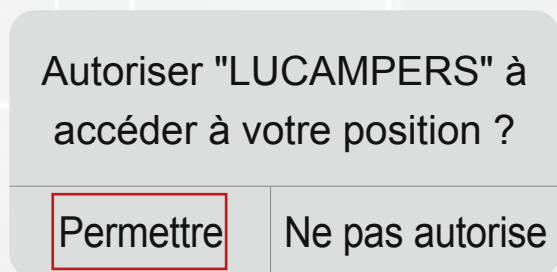 Autoriser "LUCAMPERS" à
accéder à votre position ?
Permettre
Ne pas autorise